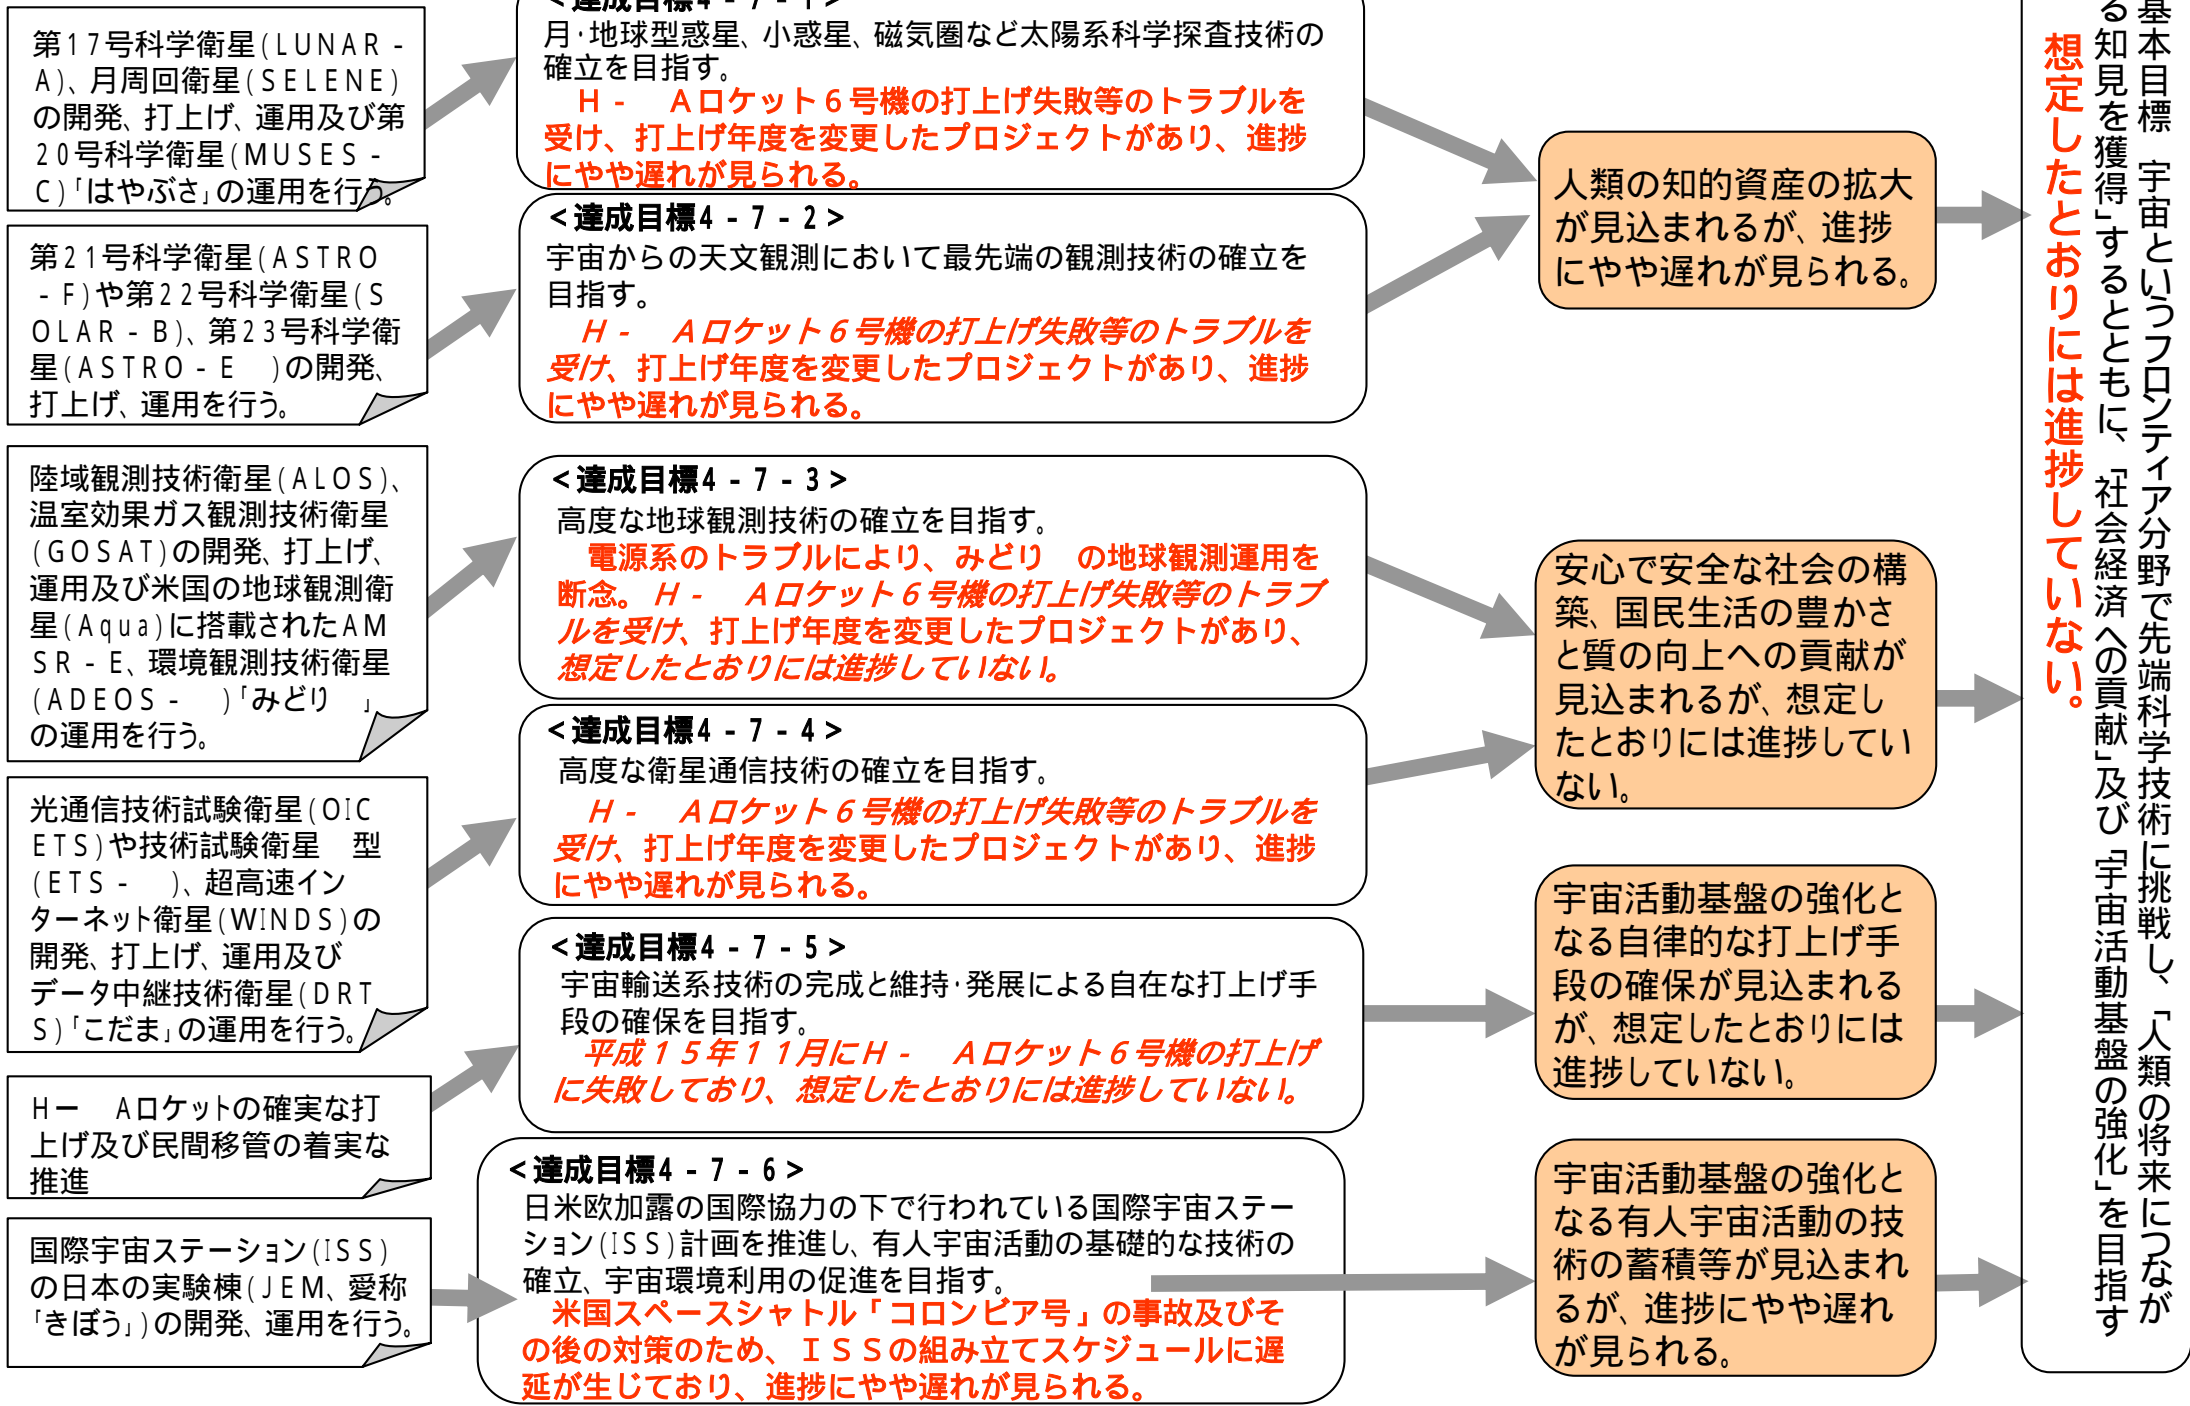 第17号科学衛星(LUNAR-
A)、月周回衛星(SELENE)
の開発、打上げ、運用及び第
20号科学衛星(MUSES-
C)「はやぶさ」の運用を行う。
第21号科学衛星(ASTRO
-F)や第22号科学衛星(S
OLAR-B)、第23号科学衛
星(ASTRO-E　)の開発、
打上げ、運用を行う。
陸域観測技術衛星(ALOS)、
温室効果ガス観測技術衛星
(GOSAT)の開発、打上げ、
運用及び米国の地球観測衛
星(Aqua)に搭載されたAM
SR-E、環境観測技術衛星
(ADEOS-　)「みどり　」
の運用を行う。
光通信技術試験衛星(OIC
ETS)や技術試験衛星　型
(ETS-　)、超高速イン
ターネット衛星(WINDS)の
開発、打上げ、運用及び
データ中継技術衛星(DRT
S)「こだま」の運用を行う。
Hー　Aロケットの確実な打
上げ及び民間移管の着実な
推進
国際宇宙ステーション(ISS)
の日本の実験棟(JEM、愛称
「きぼう」)の開発、運用を行う。
<達成目標4-7-1>
月・地球型惑星、小惑星、磁気圏など太陽系科学探査技術の
確立を目指す。
H-　Aロケット6号機の打上げ失敗等のトラブルを
受け、打上げ年度を変更したプロジェクトがあり、進捗
にやや遅れが見られる。
<達成目標4-7-2>
宇宙からの天文観測において最先端の観測技術の確立を
目指す。
H-　Aロケット6号機の打上げ失敗等のトラブルを
受け、打上げ年度を変更したプロジェクトがあり、進捗
にやや遅れが見られる。
<達成目標4-7-3>
高度な地球観測技術の確立を目指す。
電源系のトラブルにより、みどり　の地球観測運用を
断念。H-　Aロケット6号機の打上げ失敗等のトラブ
ルを受け、打上げ年度を変更したプロジェクトがあり、
想定したとおりには進捗していない。
<達成目標4-7-4>
高度な衛星通信技術の確立を目指す。
H-　Aロケット6号機の打上げ失敗等のトラブルを
受け、打上げ年度を変更したプロジェクトがあり、進捗
にやや遅れが見られる。
<達成目標4-7-5>
宇宙輸送系技術の完成と維持・発展による自在な打上げ手
段の確保を目指す。
平成15年11月にH-　Aロケット6号機の打上げ
に失敗しており、想定したとおりには進捗していない。
<達成目標4-7-6>
日米欧加露の国際協力の下で行われている国際宇宙ステー
ション(ISS)計画を推進し、有人宇宙活動の基礎的な技術の
確立、宇宙環境利用の促進を目指す。
米国スペースシャトル「コロンビア号」の事故及びそ
の後の対策のため、ISSの組み立てスケジュールに遅
延が生じており、進捗にやや遅れが見られる。
人類の知的資産の拡大
が見込まれるが、進捗
にやや遅れが見られる。
安心で安全な社会の構
築、国民生活の豊かさ
と質の向上への貢献が
見込まれるが、想定し
たとおりには進捗してい
ない。
宇宙活動基盤の強化と
なる自律的な打上げ手
段の確保が見込まれる
が、想定したとおりには
進捗していない。
宇宙活動基盤の強化と
なる有人宇宙活動の技
術の蓄積等が見込まれ
るが、進捗にやや遅れ
が見られる。
基本目標　宇宙というフロンティア分野で先端科学技術に挑戦し、「人類の将来につなが
る知見を獲得」するとともに、「社会経済への貢献」及び「宇宙活動基盤の強化」を目指す
想定したとおりには進捗していない。